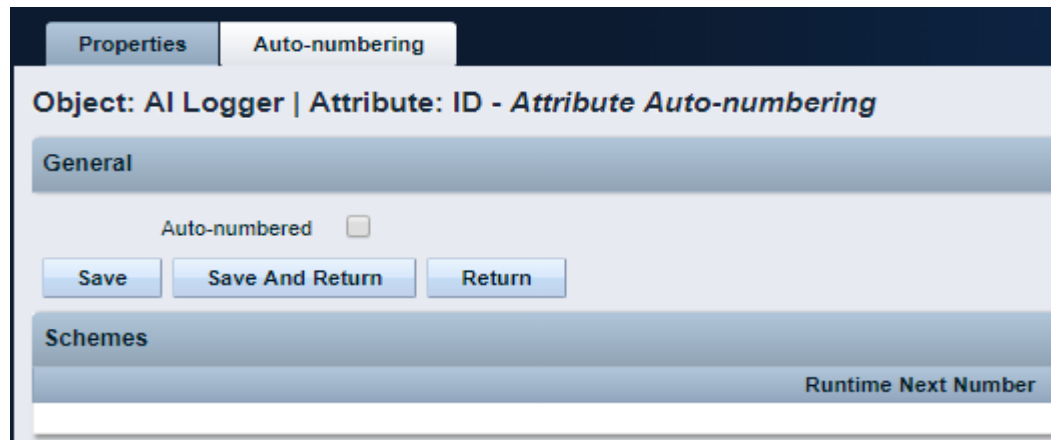 Properties Auto-numbering
Object: AI Logger | Attribute: ID - Attribute Auto-numbering
General
Auto-numbered
Save Save And Return Return
Schemes
Runtime Next Number